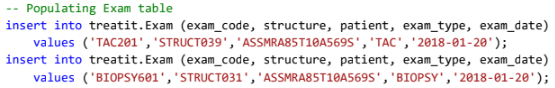 -- Populating Exam table
insert into treatit.Exam (exam_code, structure, patient, exam_type, exam_date)
values ('TAC201','STRUCT039','ASSMRA85T10A569S','TAC','2018-01-20');
insert into treatit.Exam (exam_code, structure, patient, exam_type, exam_date)
values ('BIOPSY601','STRUCT031','ASSMRA85T10A569S','BIOPSY','2018-01-20');